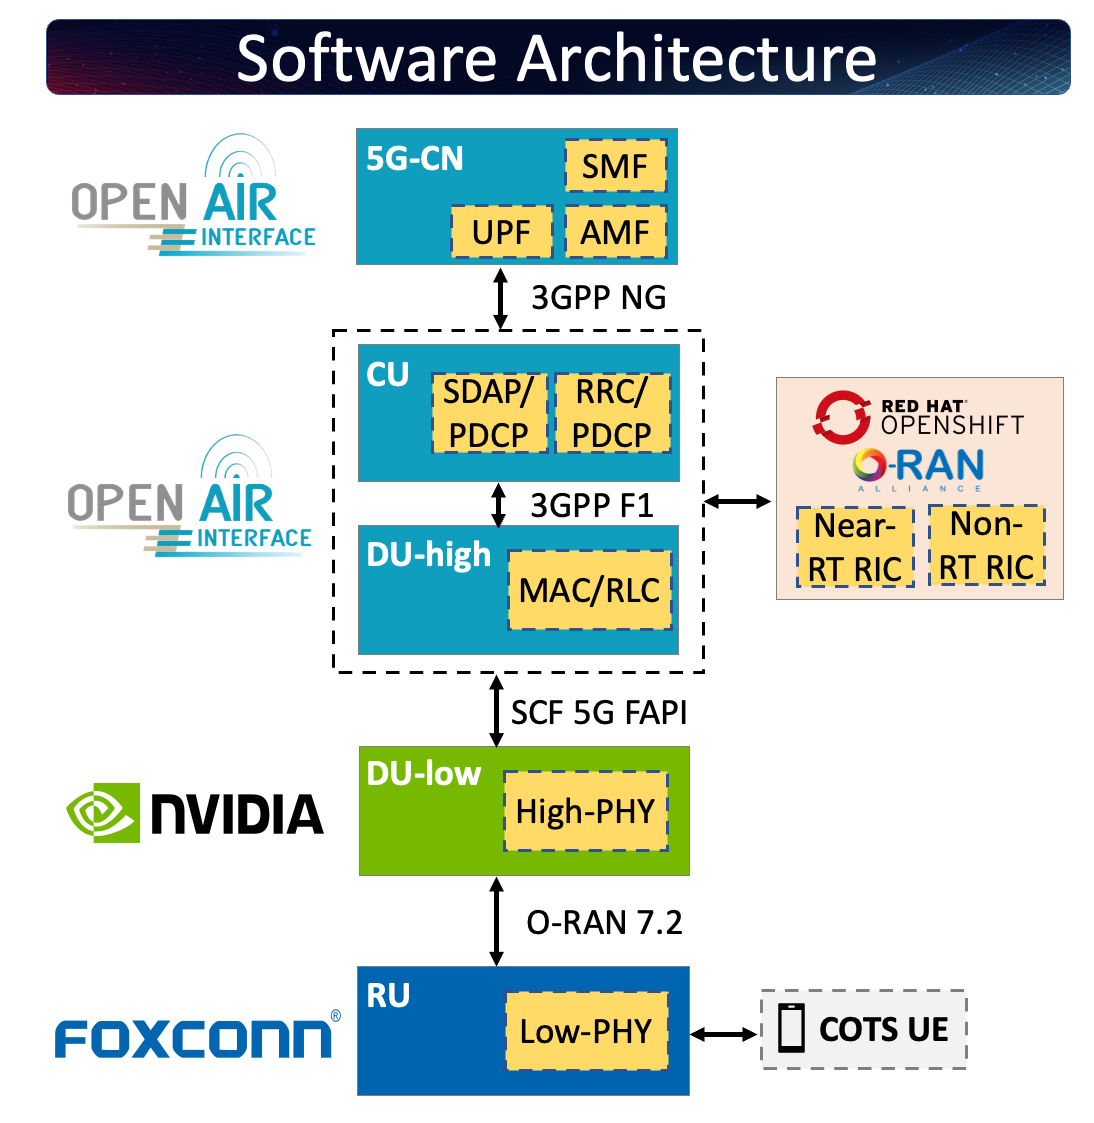 Software Architecture
OPEN AIR
INTERFACE
5G-CN
SMF
UPF
AMF
3GPP NG
CU
SDAP/
PDCP
RRC/
PDCP
3GPP F1
OPEN AIR
INTERFACE
DU-high
MAC/RLC
RED HAT®
OPENSHIFT
O-RAN
ALLIANCE
Near-
RT RIC
Non-
RT RIC
SCF 5G FAPI
NVIDIA
DU-low
High-PHY
O-RAN 7.2
FOXCONN®
RU
Low-PHY
COTS UE